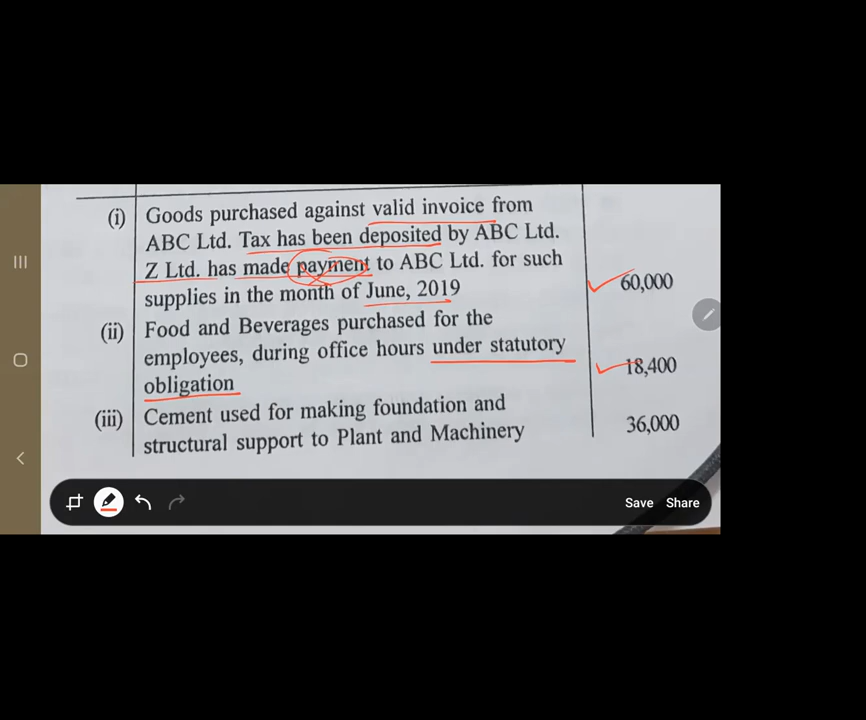 (i) Goods purchased against valid invoice from
ABC Ltd. Tax has been deposited by ABC Ltd.
Z Ltd. has made payment to ABC Ltd. for such
supplies in the month of June, 2019 60,000
(ii) Food and Beverages purchased for the
employees, during office hours under statutory
obligation 18,400
(iii) Cement used for making foundation and
structural support to Plant and Machinery 36,000
Save Share